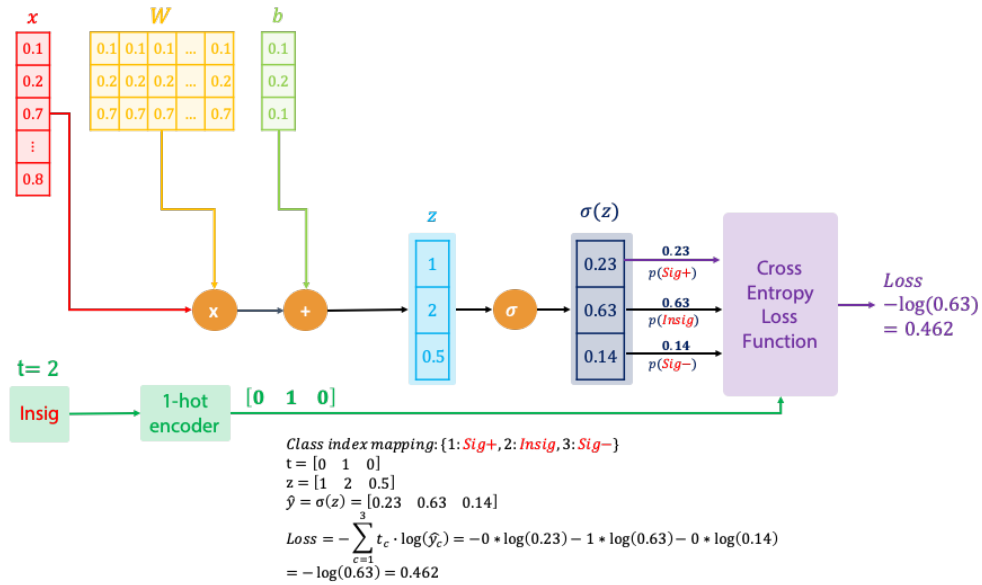 x W b
0.1 0.1 0.1 0.1 ... 0.1 0.1
0.2 0.2 0.2 0.2 ... 0.2 0.2
0.7 0.7 0.7 0.7 ... 0.7 0.1
⋮
0.8
z σ(z)
1 0.23 0.23 p(Sig+)
x + 2 σ 0.63 0.63 p(Insig)
0.5 0.14 0.14 p(Sig−)
Cross
Entropy
Loss
Function
Loss
−log(0.63)
= 0.462
t= 2
Insig
1-hot
encoder
[0 1 0]
Class index mapping: {1: Sig+, 2: Insig, 3: Sig−}
t = [0 1 0]
z = [1 2 0.5]
ŷ = σ(z) = [0.23 0.63 0.14]
Loss = − ∑_{c=1}^{3} t_c · log(ŷ_c) = −0 * log(0.23) − 1 * log(0.63) − 0 * log(0.14)
= −log(0.63) = 0.462